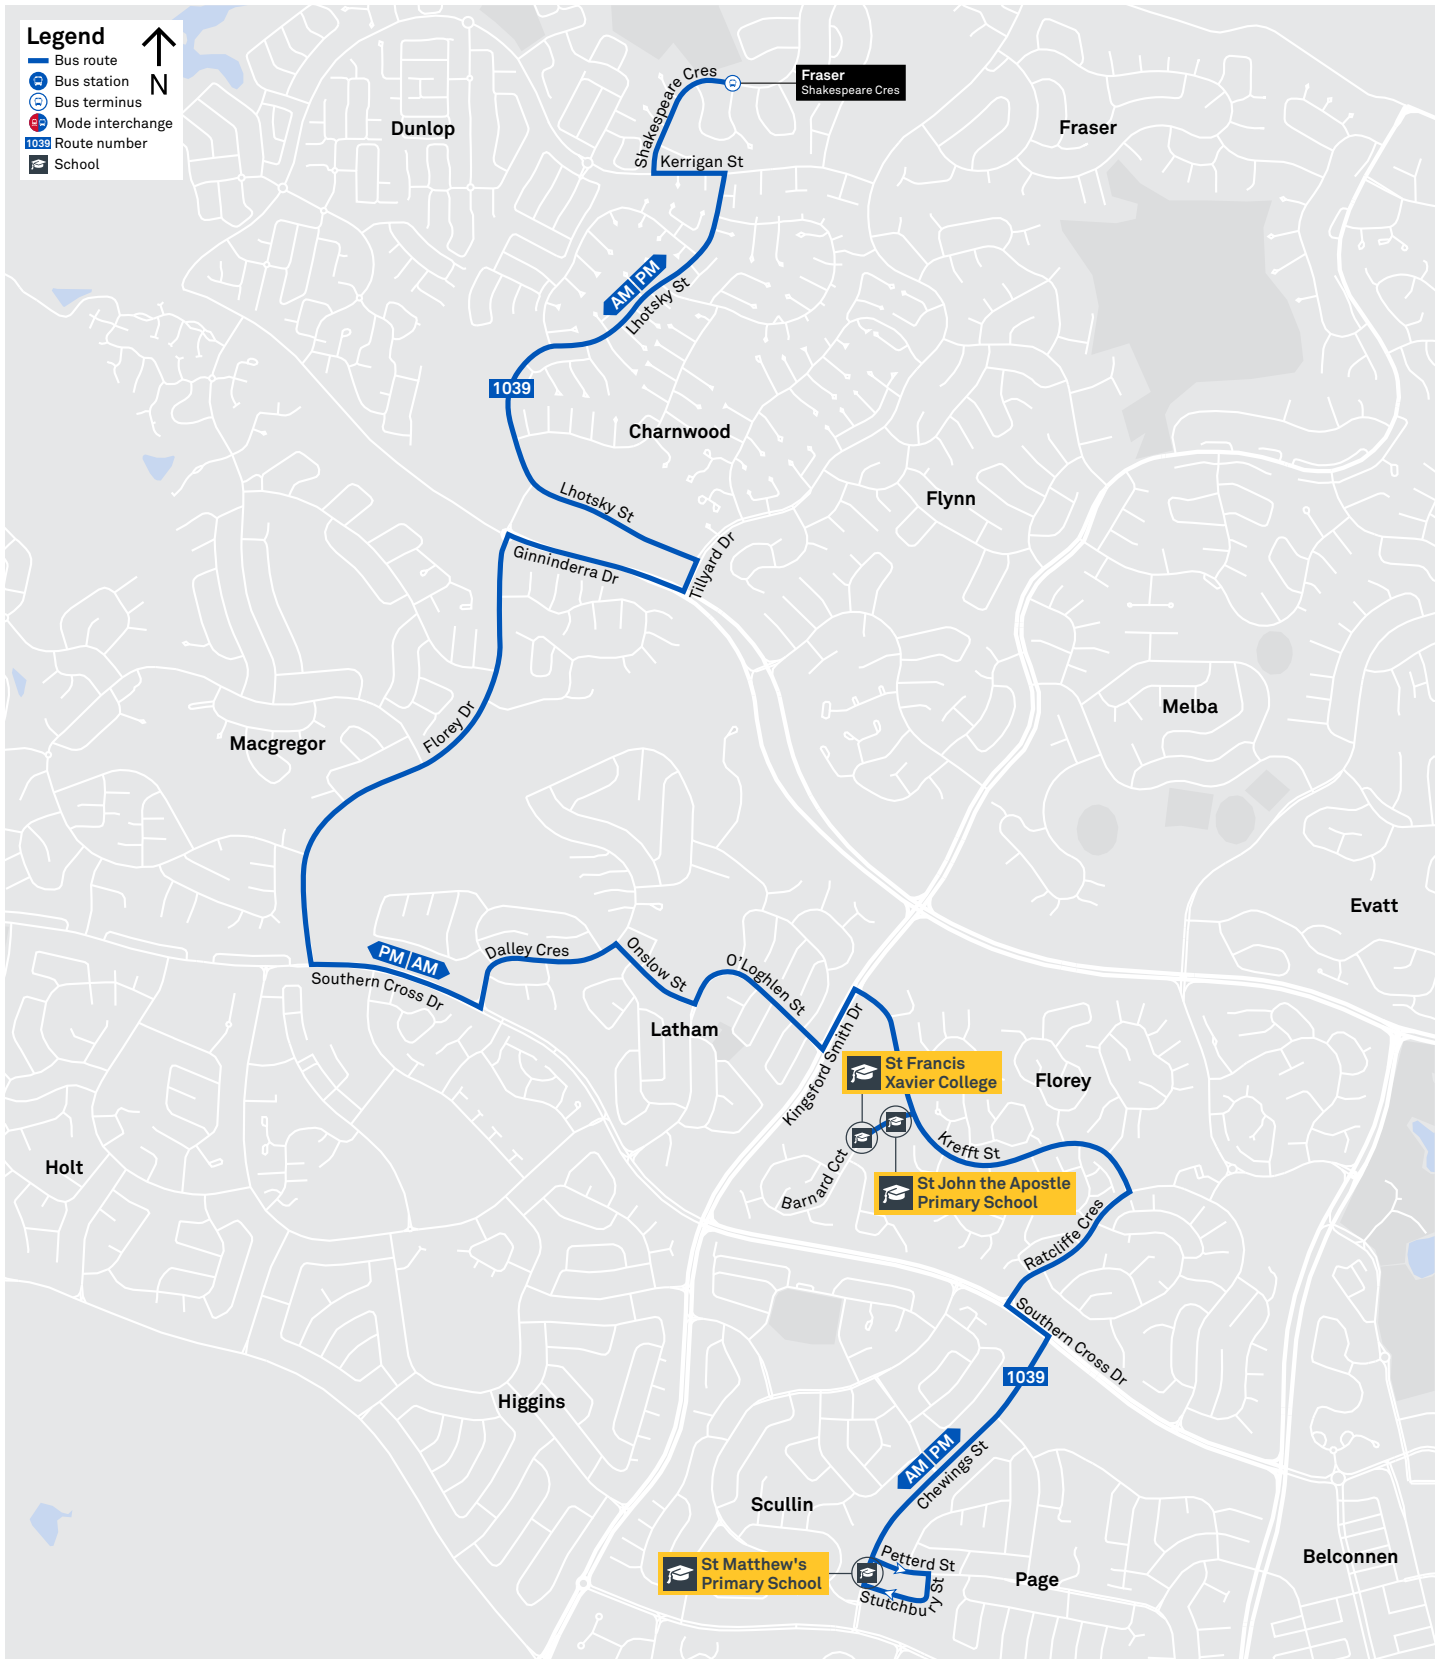 Legend
Bus route
Bus station
N
Bus terminus
Mode interchange
1039 Route number
School
Shakespeare Cres
Fraser
Shakespeare Cres
Dunlop
Fraser
Kerrigan St
AM|PM
Lhotsky St
1039
Charnwood
Lhotsky St
Flynn
Ginninderra Dr
Tillyard Dr
Melba
Florey Dr
Macgregor
Evatt
PM|AM
Dalley Cres
Onslow St
O'Loghlen St
Southern Cross Dr
Latham
Kingsford Smith Dr
St Francis
Xavier College
Florey
Krefft St
Holt
Barnard Cct
St John the Apostle
Primary School
Ratcliffe Cres
Southern Cross Dr
1039
Higgins
AM|PM
Chewings St
Scullin
Petterd St
St Matthew's
Primary School
Stutchbury St
Page
Belconnen